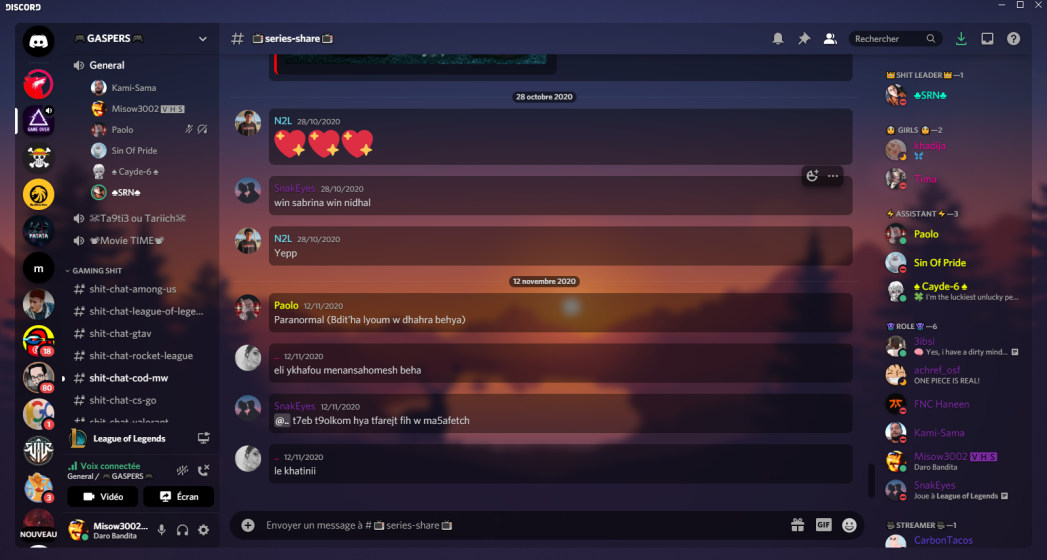 DISCORD
GASPERS
# series-share
Rechercher
General
Kami-Sama
Misow3002 VHS
Paolo
Sin Of Pride
♠ Cayde-6 ♠
♣SRN♣
☠Ta9ti3 ou Tariich☠
Movie TIME
GAMING SHIT
shit-chat-among-us
shit-chat-league-of-lege...
shit-chat-gtav
shit-chat-rocket-league
shit-chat-cod-mw
shit-chat-cs-go
shit-chat-valorant
League of Legends
Voix connectée
General / GASPERS
Vidéo
Écran
Misow3002...
Daro Bandita
GAME OVER
PATATA
m
18
80
1
3
NOUVEAU
28 octobre 2020
N2L 28/10/2020
💖💖💖
SnakEyes 28/10/2020
win sabrina win nidhal
N2L 28/10/2020
Yepp
12 novembre 2020
Paolo 12/11/2020
Paranormal (Bdit'ha lyoum w dhahra behya)
.. 12/11/2020
eli ykhafou menansahomesh beha
SnakEyes 12/11/2020
@.. t7eb t9olkom hya tfarejt fih w ma5afetch
.. 12/11/2020
le khatinii
Envoyer un message à # series-share
GIF
SHIT LEADER —1
♣SRN♣
GIRLS —2
khadija
🦋
Tima
⚡ ASSISTANT ⚡—3
Paolo
Sin Of Pride
♠ Cayde-6 ♠
🍀 I'm the luckiest unlucky pe...
ROLE —6
3ibsi
🧠 Yes, i have a dirty mind...
achref_osf
ONE PIECE IS REAL!
FNC Haneen
Kami-Sama
Misow3002 VHS
Daro Bandita
SnakEyes
Joue à League of Legends
STREAMER —1
CarbonTacos